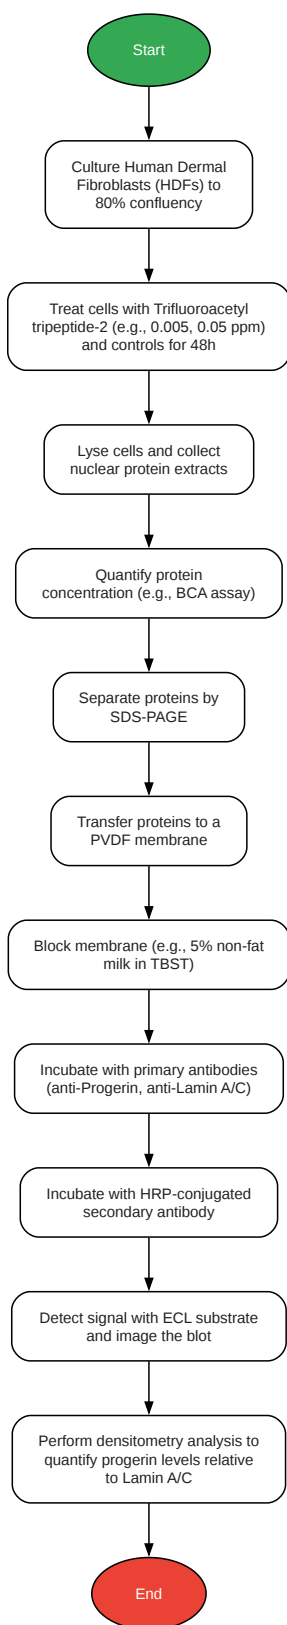 Start
Culture Human Dermal
Fibroblasts (HDFs) to
80% confluency
Treat cells with Trifluoroacetyl
tripeptide-2 (e.g., 0.005, 0.05 ppm)
and controls for 48h
Lyse cells and collect
nuclear protein extracts
Quantify protein
concentration (e.g., BCA assay)
Separate proteins by
SDS-PAGE
Transfer proteins to a
PVDF membrane
Block membrane (e.g., 5% non-fat
milk in TBST)
Incubate with primary antibodies
(anti-Progerin, anti-Lamin A/C)
Incubate with HRP-conjugated
secondary antibody
Detect signal with ECL substrate
and image the blot
Perform densitometry analysis to
quantify progerin levels relative
to Lamin A/C
End